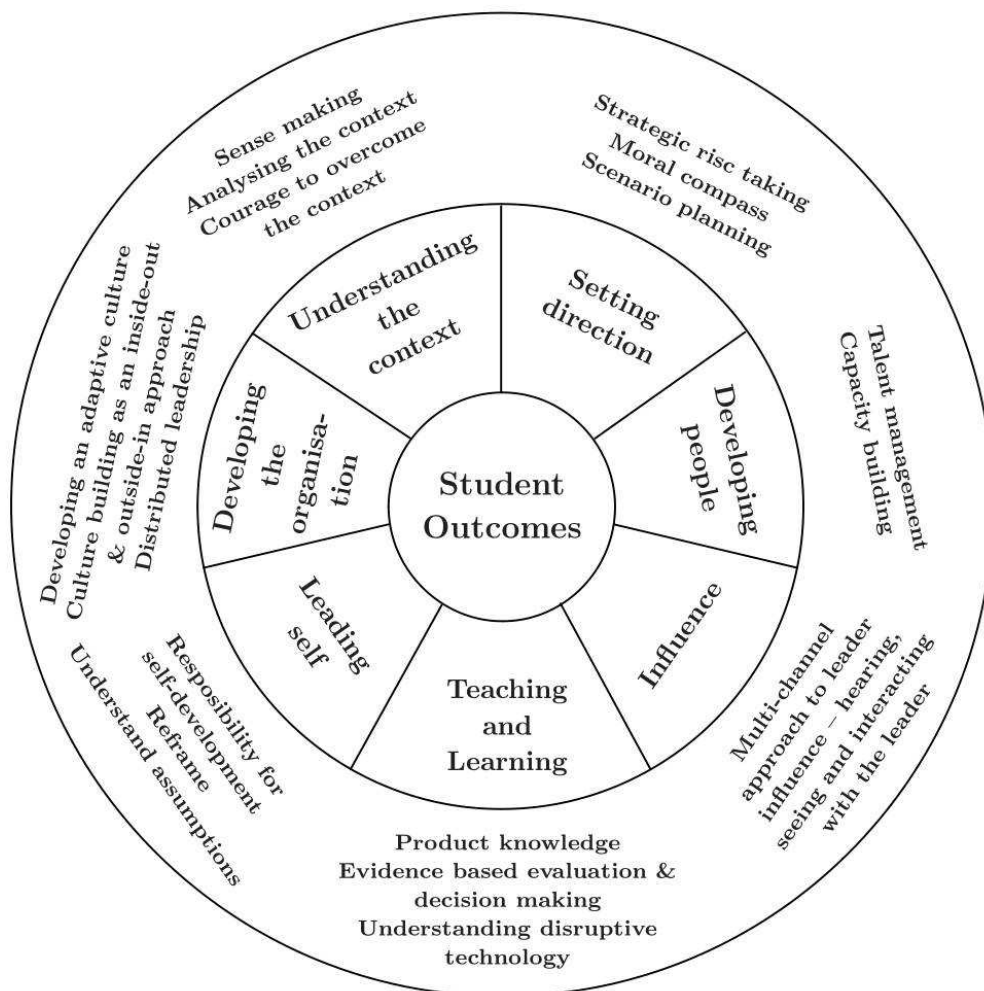 Sense making
Analysing the context
Courage to overcome
the context
Strategic risc taking
Moral compass
Scenario planning
Understanding
the
context
Setting
direction
Developing an adaptive culture
Culture building as an inside-out
& outside-in approach
Distributed leadership
Developing
the
organisa-
tion
Student
Outcomes
Developing
people
Talent management
Capacity building
Leading
self
Influence
Resposibility for
self-development
Reframe
Understand assumptions
Teaching
and
Learning
Multi-channel
approach to leader
influence – hearing,
seeing and interacting
with the leader
Product knowledge
Evidence based evaluation &
decision making
Understanding disruptive
technology